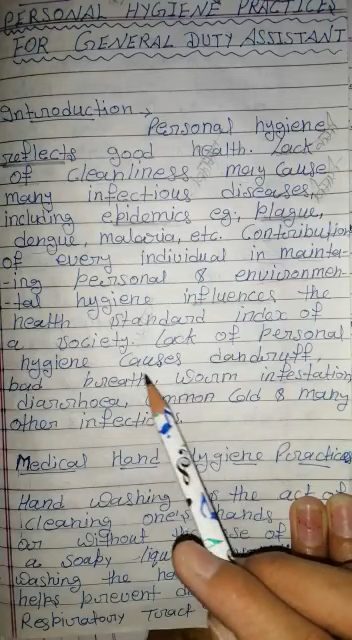 PERSONAL HYGIENE PRACTICES
FOR GENERAL DUTY ASSISTANT
Introduction
Personal hygiene
reflects good health. Lack
of cleanliness may cause
many infectious diseases,
including epidemics eg:, plague,
dengue, malaria, etc. Contribution
of every individual in mainta-
-ing personal & environmen-
-tal hygiene influences the
health standard index of
a society. Lack of personal
hygiene causes dandruff,
bad breath, worm infestation
diarrhoea, common cold & many
other
Medical Hand Hygiene Practices
Hand washing is the act of
cleaning one's hands
or without the use of
a soapy
Washing the
helps prevent
Respiratory Tract